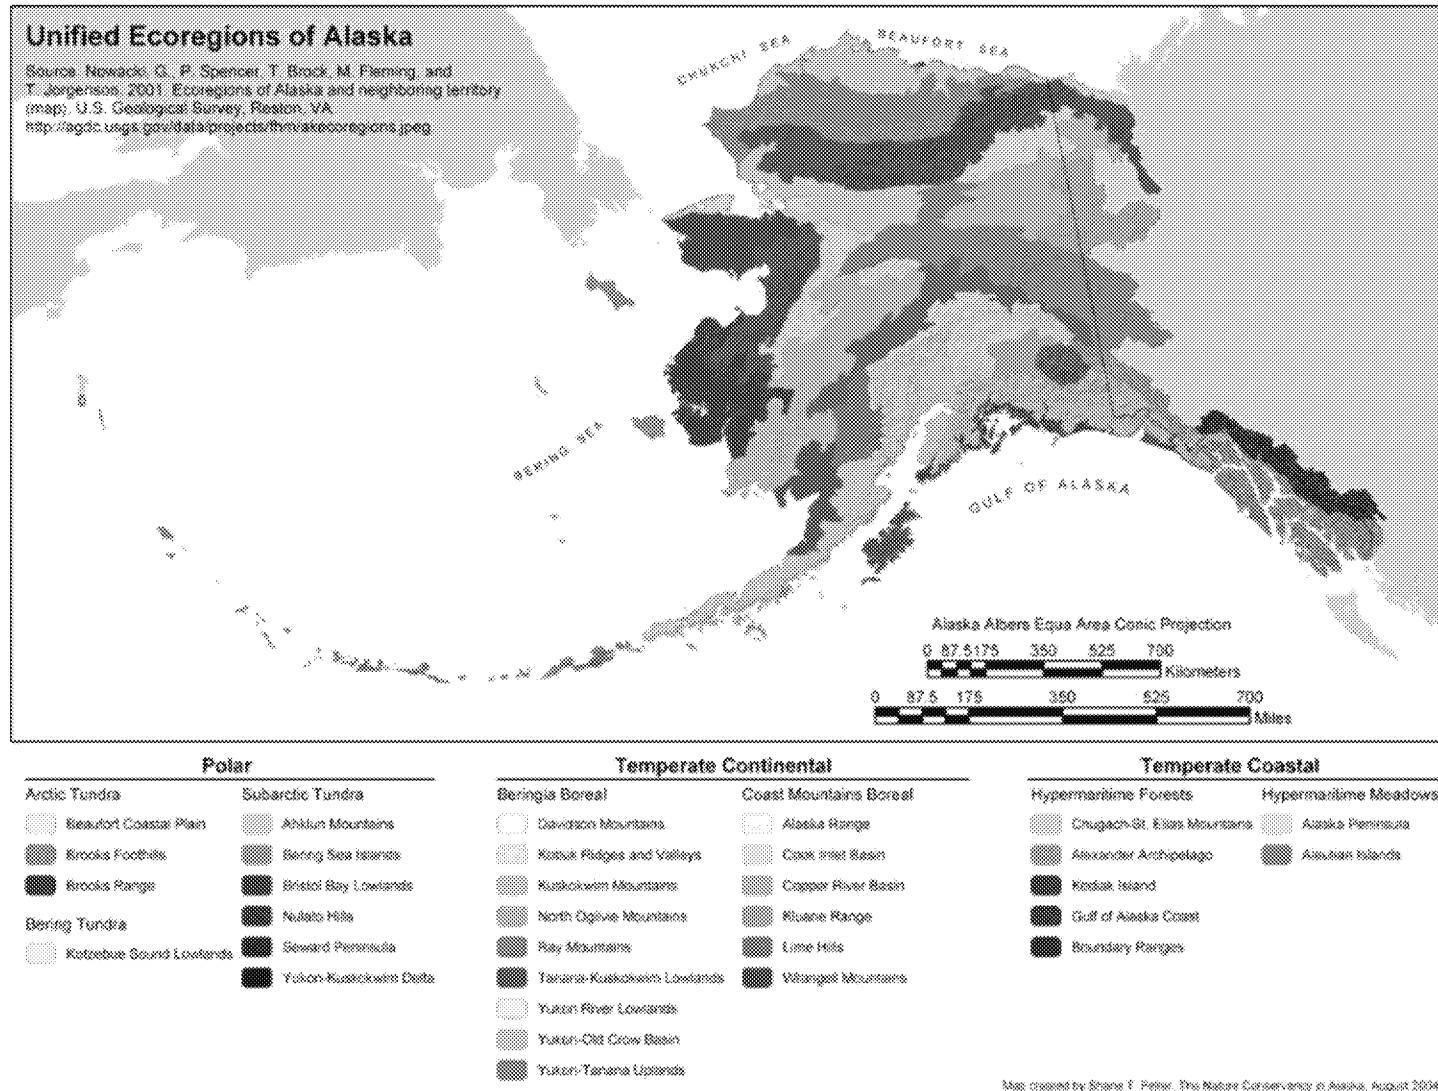 Unified Ecoregions of Alaska
Source: Nowacki, G., P. Spencer, T. Brock, M. Fleming, and
T. Jorgenson. 2001. Ecoregions of Alaska and neighboring territory
(map). U.S. Geological Survey, Reston, VA
http://agdc.usgs.gov/data/projects/fhm/akecoregions.jpeg
CHUKCHI SEA
BEAUFORT SEA
BERING SEA
GULF OF ALASKA
Alaska Albers Equa Area Conic Projection
0 87.5 175 350 525 700
Kilometers
0 87.5 175 350 525 700
Miles
Polar
Arctic Tundra
Beaufort Coastal Plain
Brooks Foothills
Brooks Range
Bering Tundra
Kotzebue Sound Lowlands
Subarctic Tundra
Ahklun Mountains
Bering Sea Islands
Bristol Bay Lowlands
Nulato Hills
Seward Peninsula
Yukon-Kuskokwim Delta
Temperate Continental
Beringia Boreal
Davidson Mountains
Kobuk Ridges and Valleys
Kuskokwim Mountains
North Ogilvie Mountains
Ray Mountains
Tanana-Kuskokwim Lowlands
Yukon River Lowlands
Yukon-Old Crow Basin
Yukon-Tanana Uplands
Coast Mountains Boreal
Alaska Range
Cook Inlet Basin
Copper River Basin
Kluane Range
Lime Hills
Wrangell Mountains
Temperate Coastal
Hypermaritime Forests
Chugach-St. Elias Mountains
Alexander Archipelago
Kodiak Island
Gulf of Alaska Coast
Boundary Ranges
Hypermaritime Meadows
Alaska Peninsula
Aleutian Islands
Map created by Shane T. Feirer, The Nature Conservancy in Alaska, August 2004